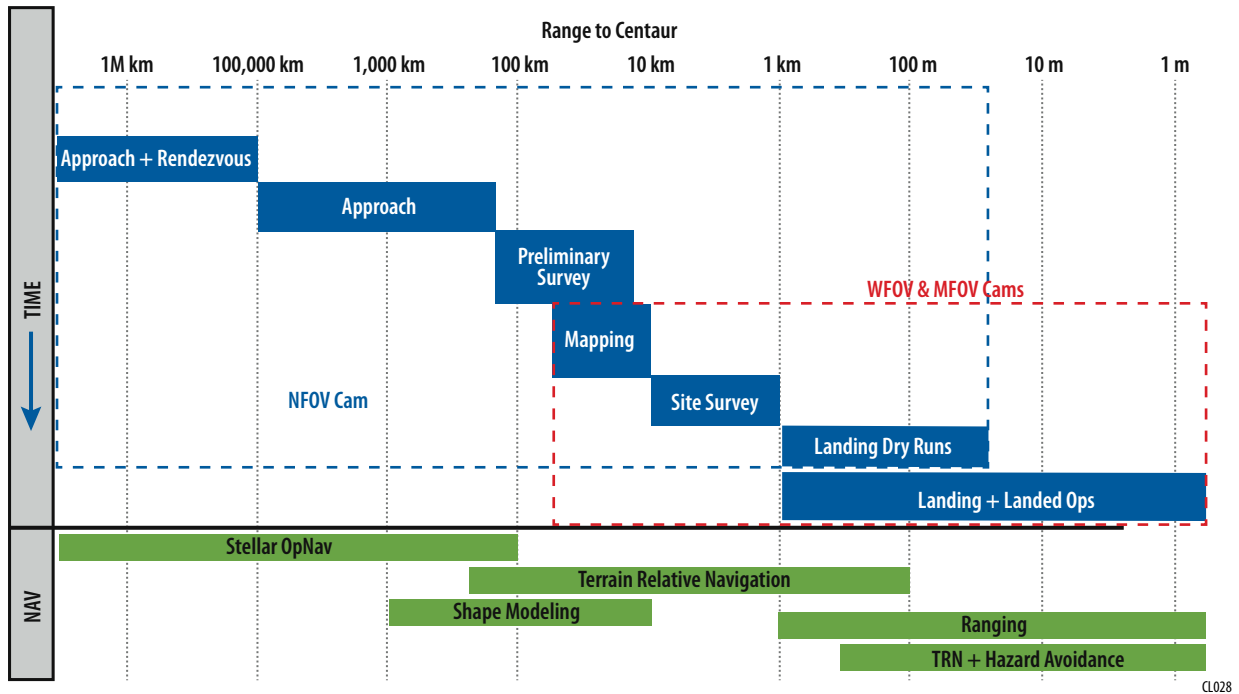 Range to Centaur
1M km 100,000 km 1,000 km 100 km 10 km 1 km 100 m 10 m 1 m
Approach + Rendezvous
Approach
Preliminary
Survey
WFOV & MFOV Cams
TIME
Mapping
NFOV Cam
Site Survey
Landing Dry Runs
Landing + Landed Ops
Stellar OpNav
Terrain Relative Navigation
NAV
Shape Modeling
Ranging
TRN + Hazard Avoidance
CL028